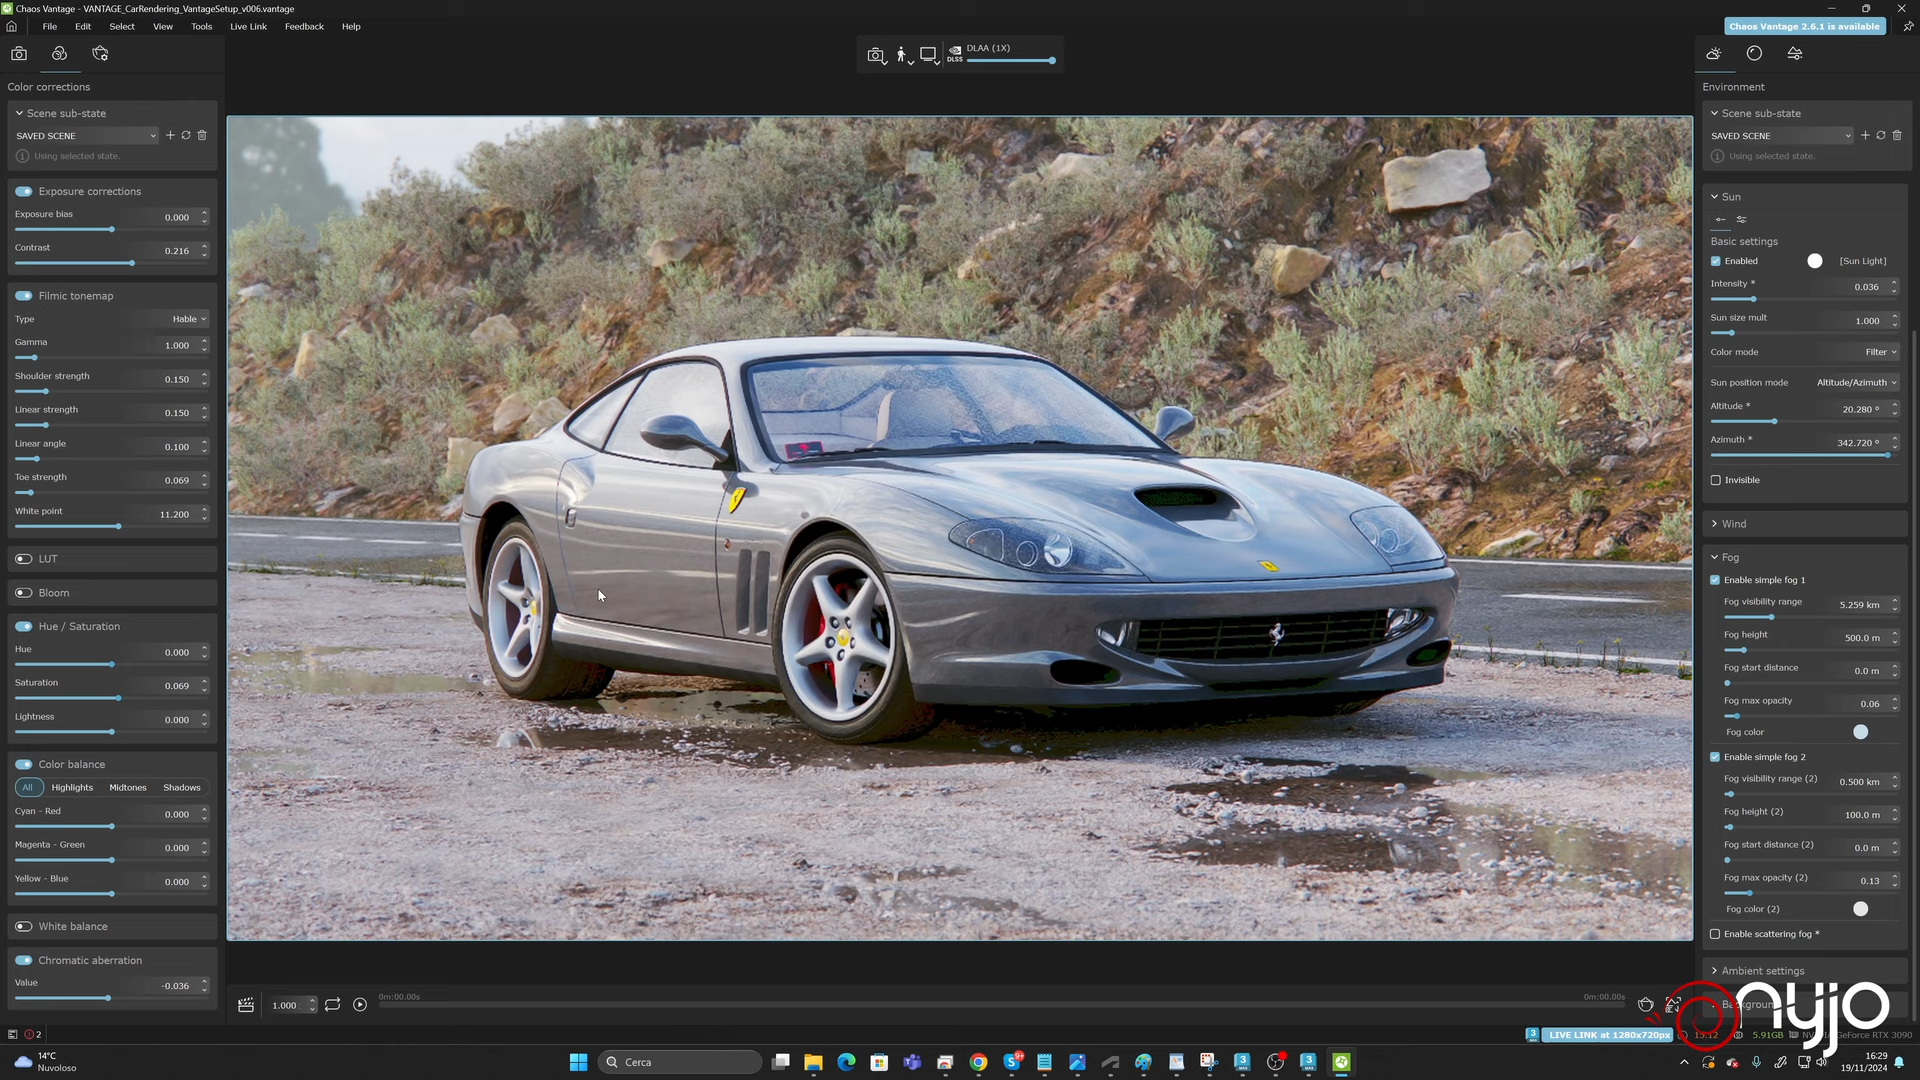 Chaos Vantage - VANTAGE_CarRendering_VantageSetup_v006.vantage
File Edit Select View Tools Live Link Feedback Help
Chaos Vantage 2.6.1 is available
DLSS DLAA (1X)
Color corrections
Scene sub-state
SAVED SCENE
Using selected state.
Exposure corrections
Exposure bias 0.000
Contrast 0.216
Filmic tonemap
Type Hable
Gamma 1.000
Shoulder strength 0.150
Linear strength 0.150
Linear angle 0.100
Toe strength 0.069
White point 11.200
LUT
Bloom
Hue / Saturation
Hue 0.000
Saturation 0.069
Lightness 0.000
Color balance
All Highlights Midtones Shadows
Cyan - Red 0.000
Magenta - Green 0.000
Yellow - Blue 0.000
White balance
Chromatic aberration
Value -0.036
1.000
0m:00.00s
0m:00.00s
Environment
Scene sub-state
SAVED SCENE
Using selected state.
Sun
Basic settings
Enabled [Sun Light]
Intensity * 0.036
Sun size mult 1.000
Color mode Filter
Sun position mode Altitude/Azimuth
Altitude * 20.280 º
Azimuth * 342.720 º
Invisible
Wind
Fog
Enable simple fog 1
Fog visibility range 5.259 km
Fog height 500.0 m
Fog start distance 0.0 m
Fog max opacity 0.06
Fog color
Enable simple fog 2
Fog visibility range (2) 0.500 km
Fog height (2) 100.0 m
Fog start distance (2) 0.0 m
Fog max opacity (2) 0.13
Fog color (2)
Enable scattering fog *
Ambient settings
Background
nyjo
2
LIVE LINK at 1280x720px
15.12
5.91GB
GeForce RTX 3090
14°C
Nuvoloso
Cerca
16:29
19/11/2024